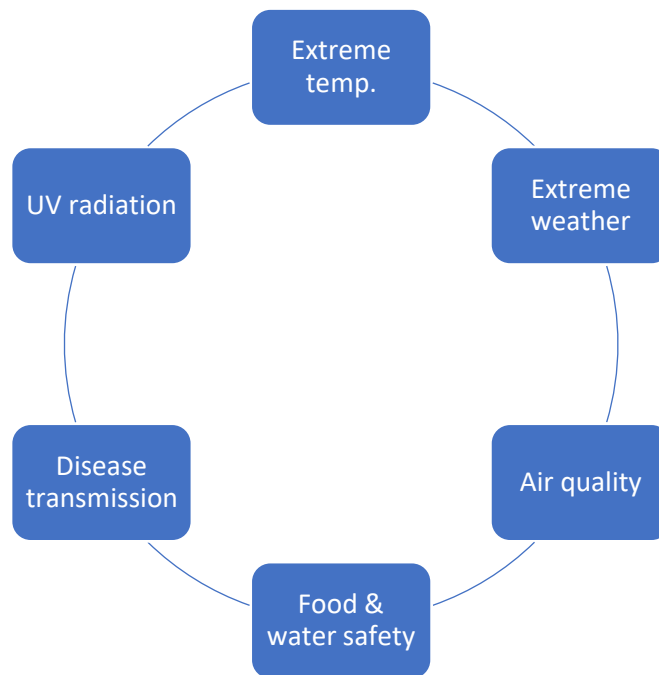 Extreme
temp.
Extreme
weather
Air quality
Food &
water safety
Disease
transmission
UV radiation